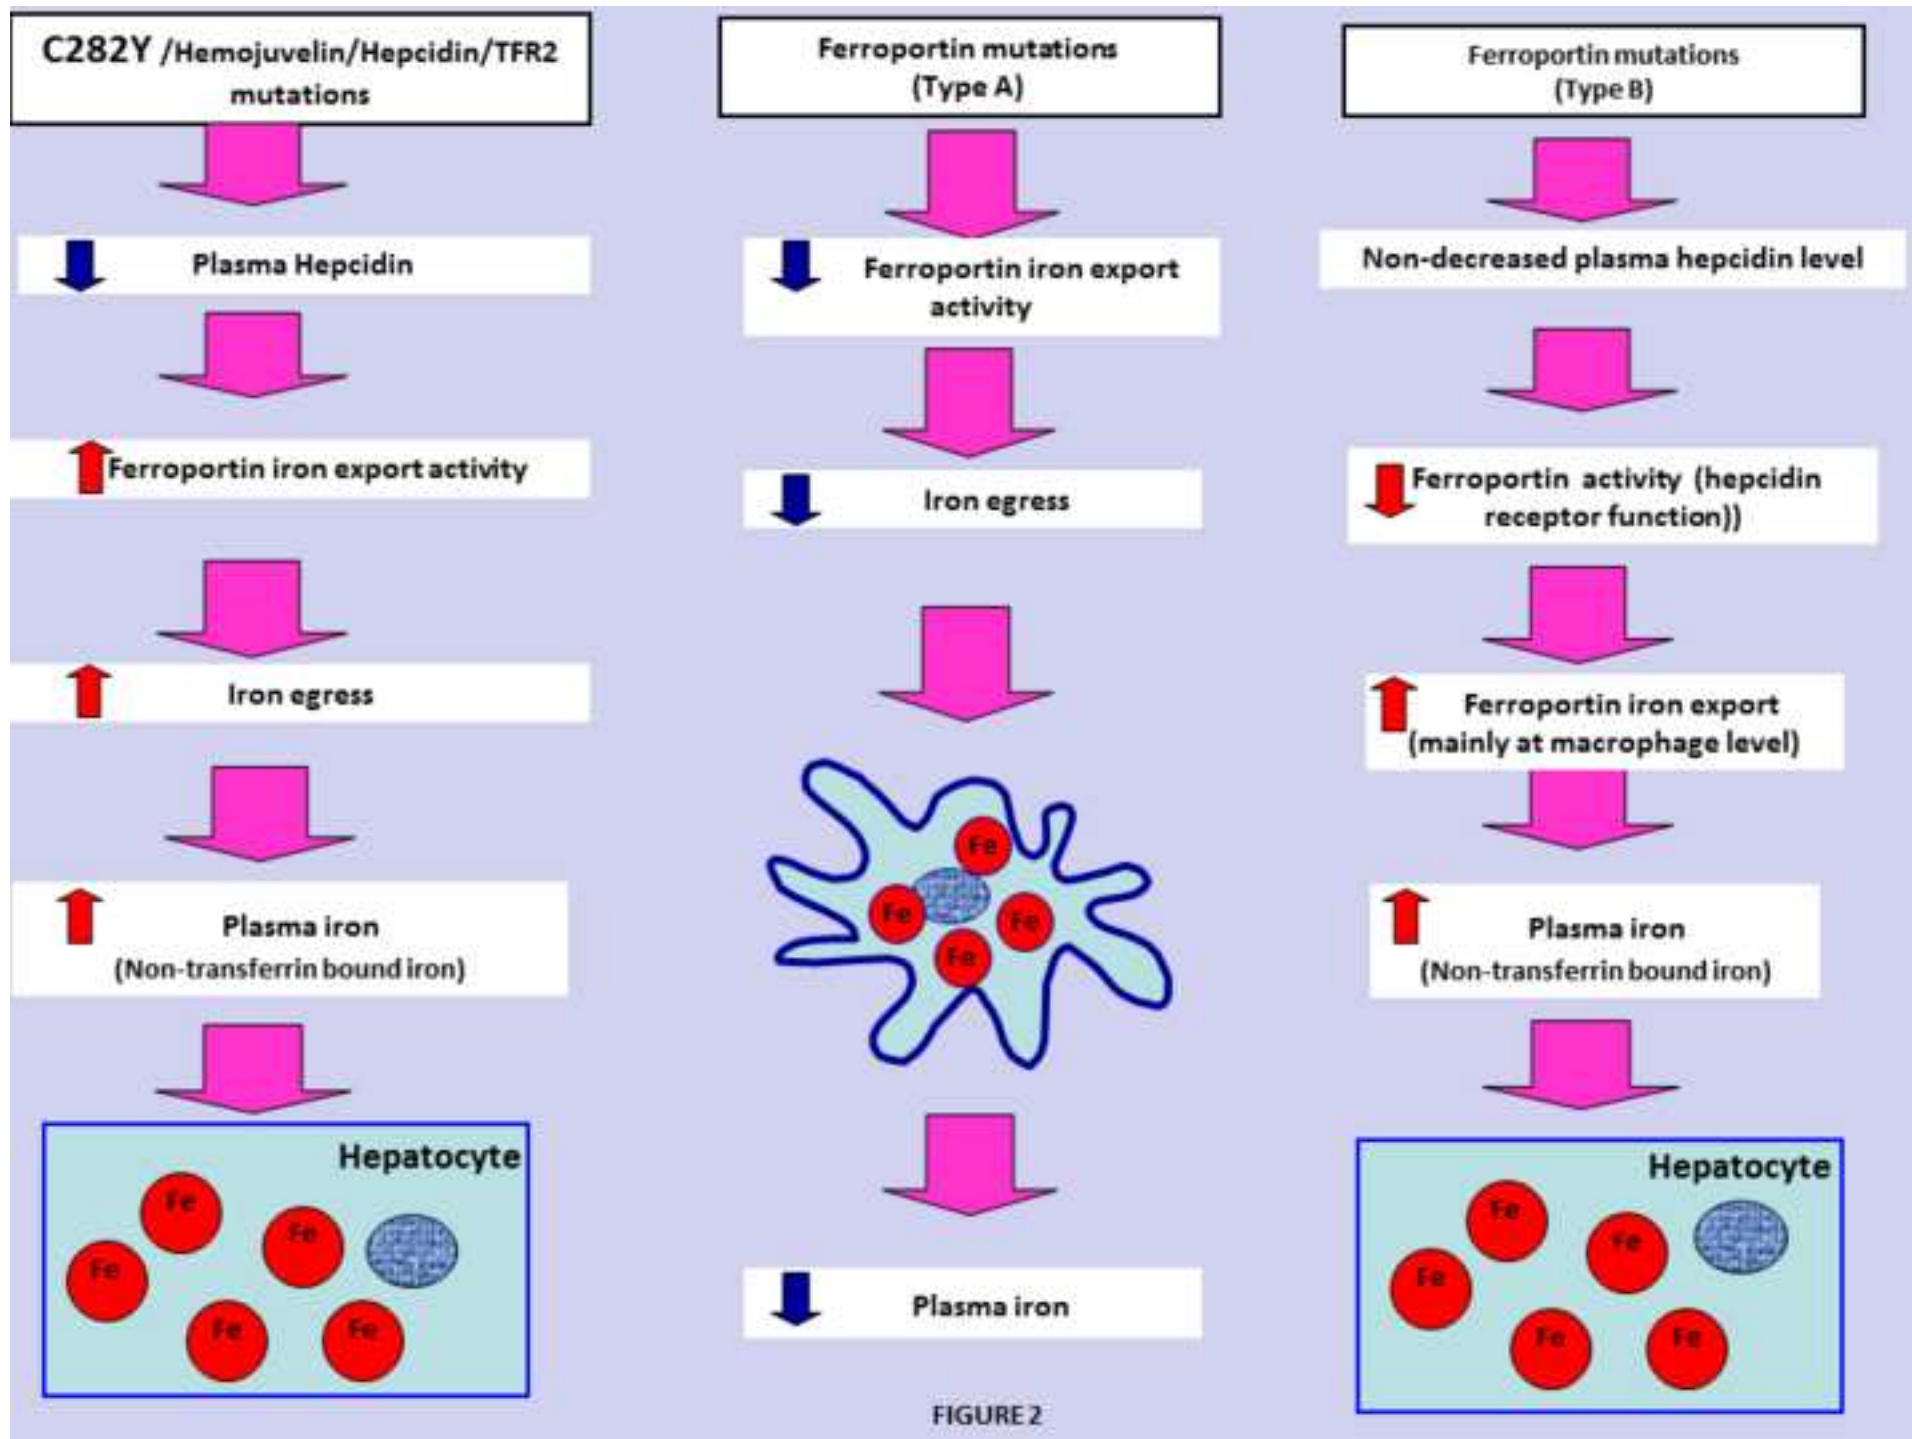 C282Y /Hemojuvelin/Hepcidin/TFR2
mutations
Plasma Hepcidin
Ferroportin iron export activity
Iron egress
Plasma iron
(Non-transferrin bound iron)
Hepatocyte
Fe
Fe
Fe
Fe
Fe
Ferroportin mutations
(Type A)
Ferroportin iron export
activity
Iron egress
Fe
Fe
Fe
Fe
Plasma iron
Ferroportin mutations
(Type B)
Non-decreased plasma hepcidin level
Ferroportin activity (hepcidin
receptor function))
Ferroportin iron export
(mainly at macrophage level)
Plasma iron
(Non-transferrin bound iron)
Hepatocyte
Fe
Fe
Fe
Fe
Fe
FIGURE 2